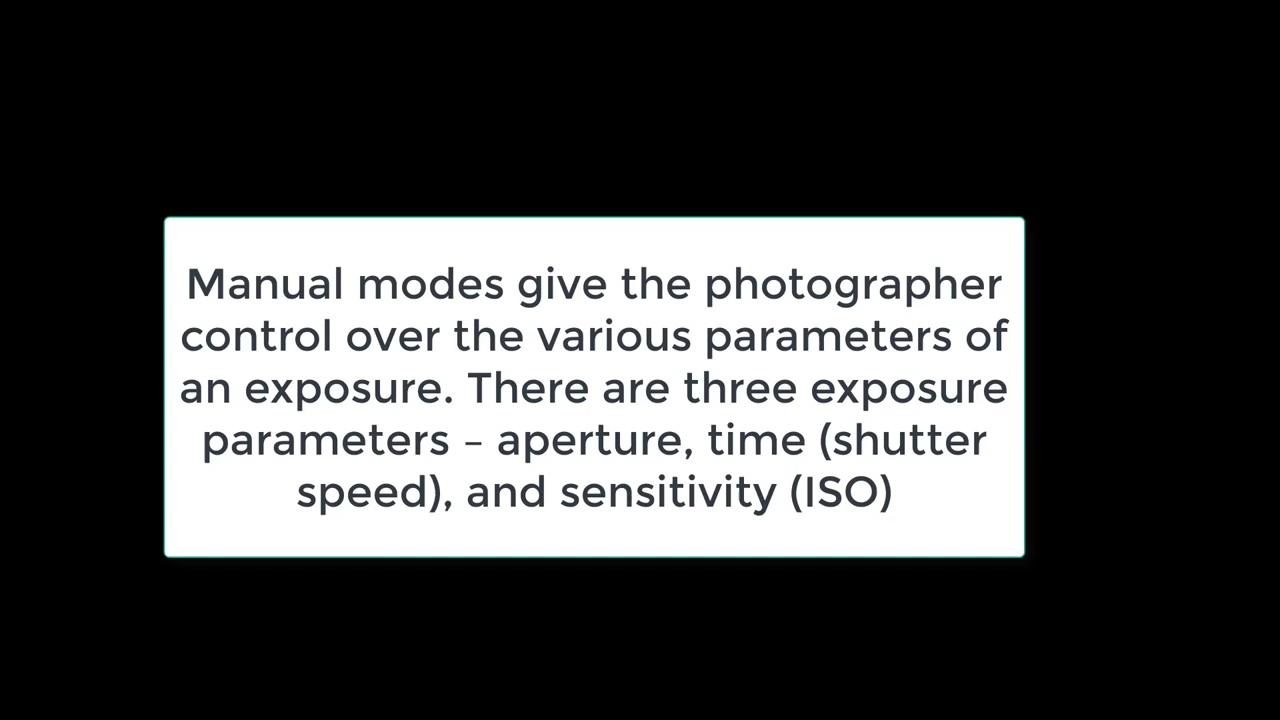 Manual modes give the photographer
control over the various parameters of
an exposure. There are three exposure
parameters – aperture, time (shutter
speed), and sensitivity (ISO)